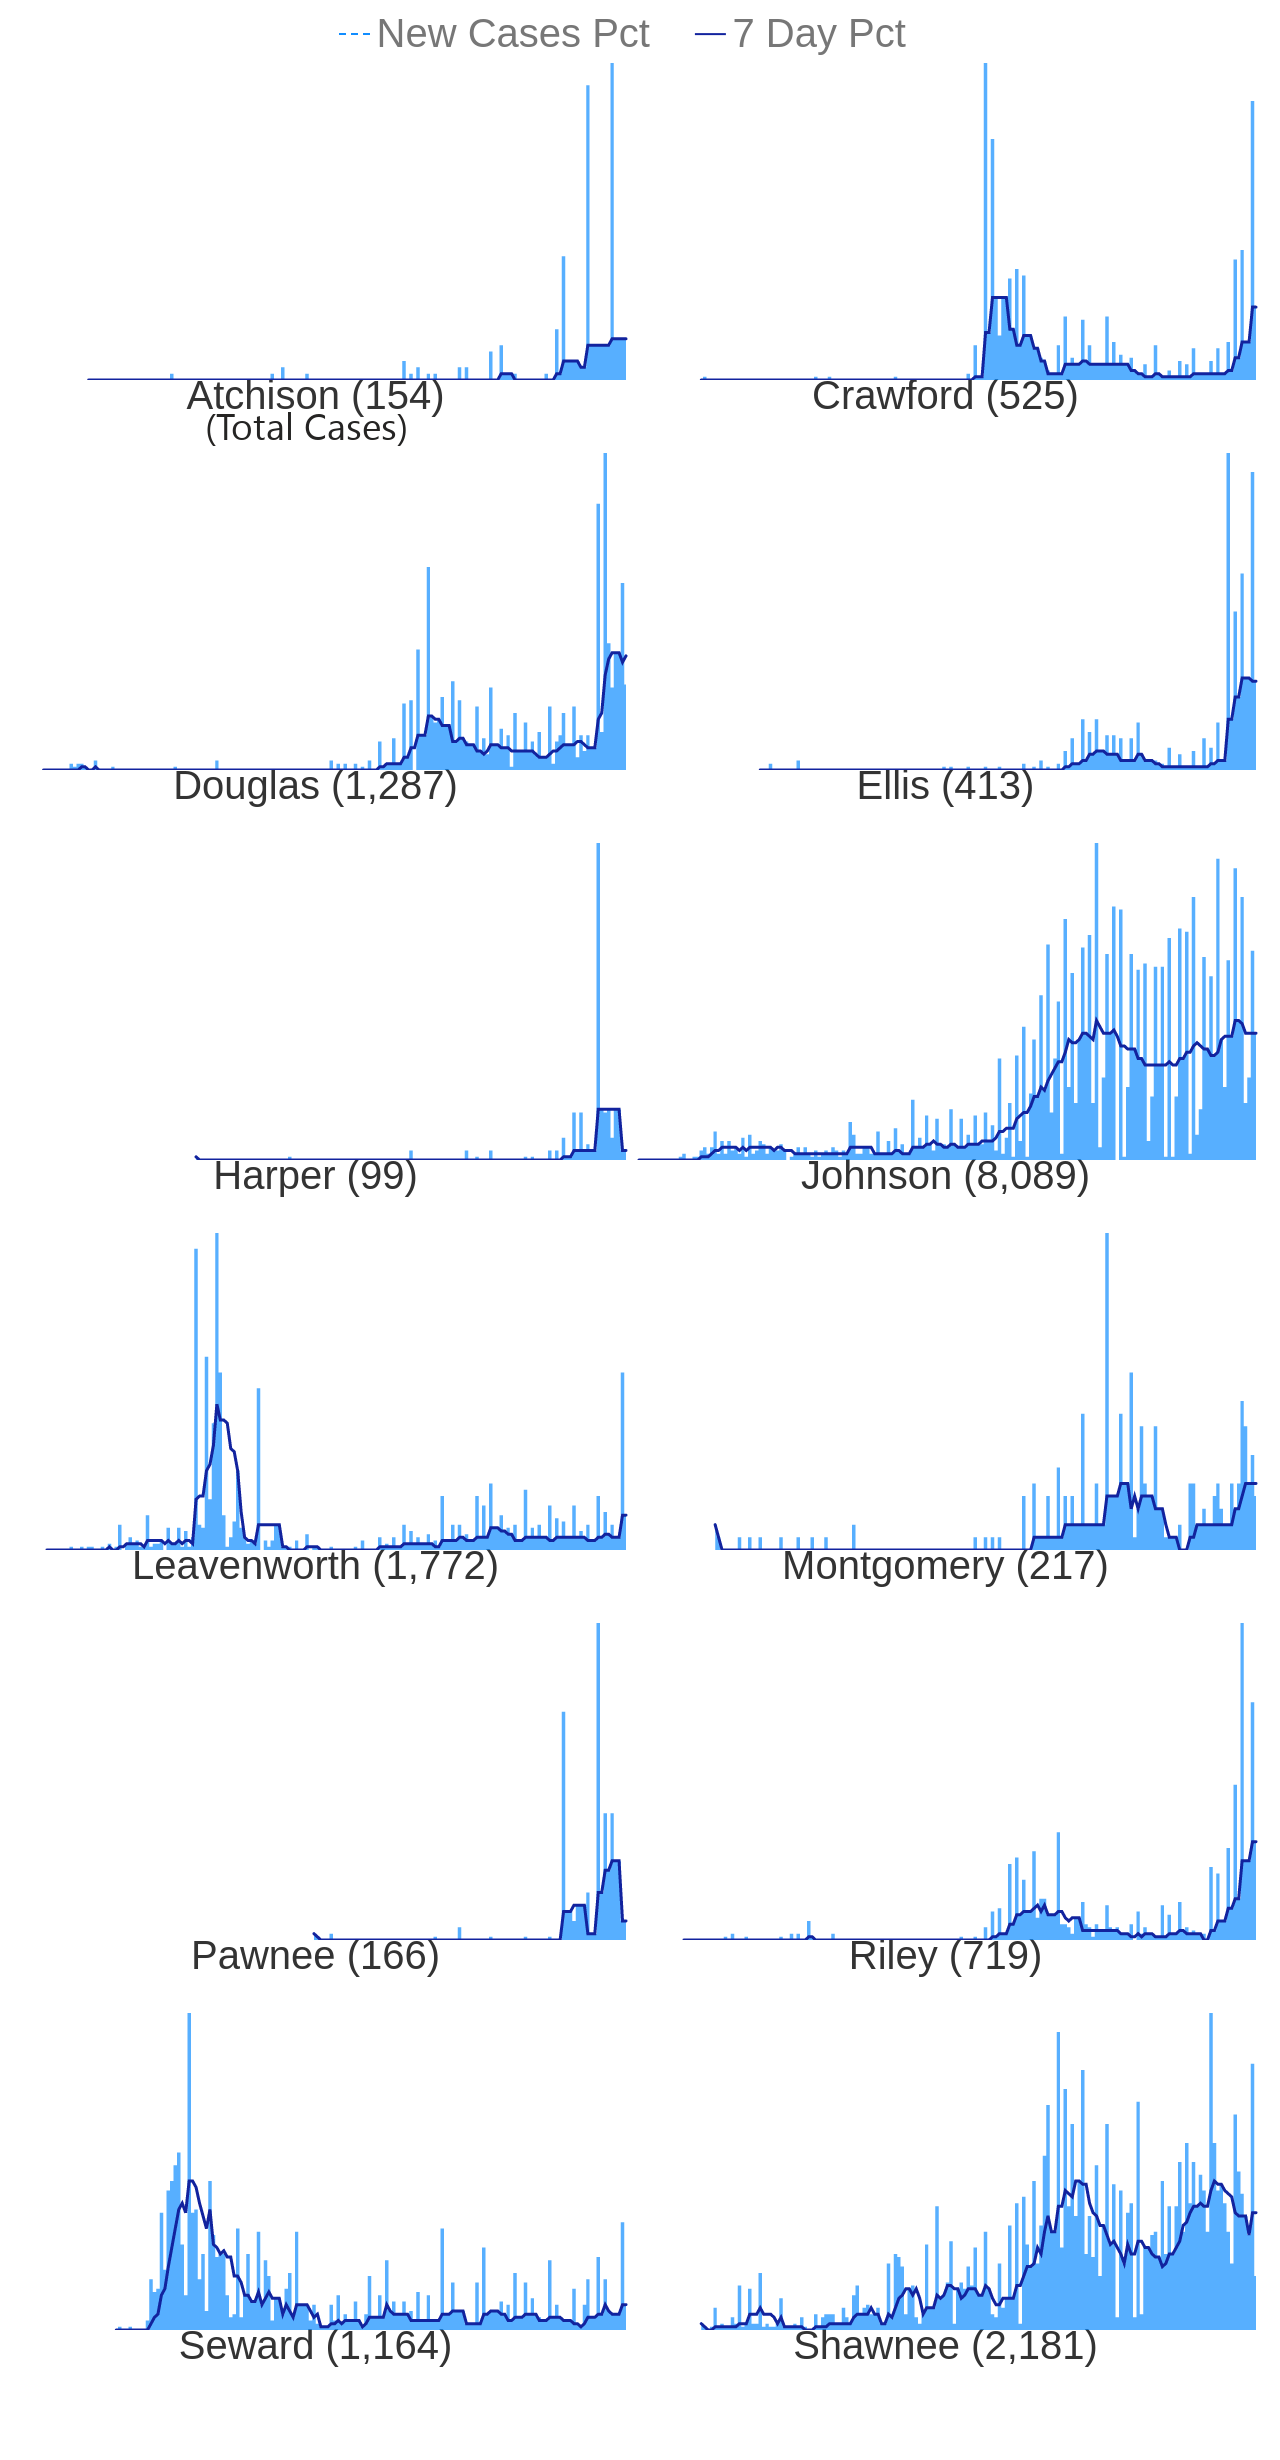 New Cases Pct 7 Day Pct
Atchison (154) Crawford (525)
(Total Cases)
Douglas (1,287) Ellis (413)
Harper (99) Johnson (8,089)
Leavenworth (1,772) Montgomery (217)
Pawnee (166) Riley (719)
Seward (1,164) Shawnee (2,181)